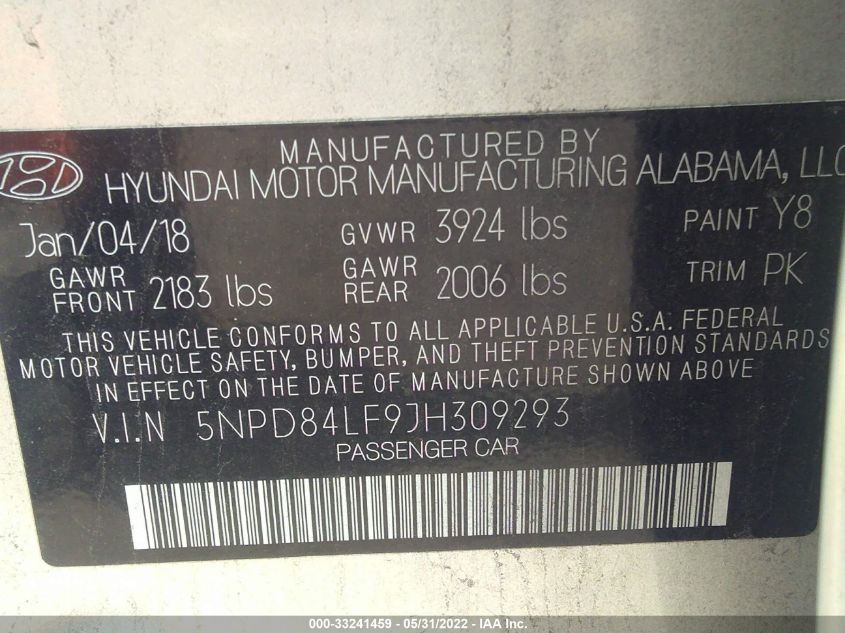 MANUFACTURED BY
HYUNDAI MOTOR MANUFACTURING ALABAMA, LLC
Jan/04/18 GVWR 3924 lbs PAINT Y8
GAWR FRONT 2183 lbs GAWR REAR 2006 lbs TRIM PK
THIS VEHICLE CONFORMS TO ALL APPLICABLE U.S.A. FEDERAL
MOTOR VEHICLE SAFETY, BUMPER, AND THEFT PREVENTION STANDARDS
IN EFFECT ON THE DATE OF MANUFACTURE SHOWN ABOVE
V.I.N 5NPD84LF9JH309293
PASSENGER CAR
000-33241459 - 05/31/2022 - IAA Inc.